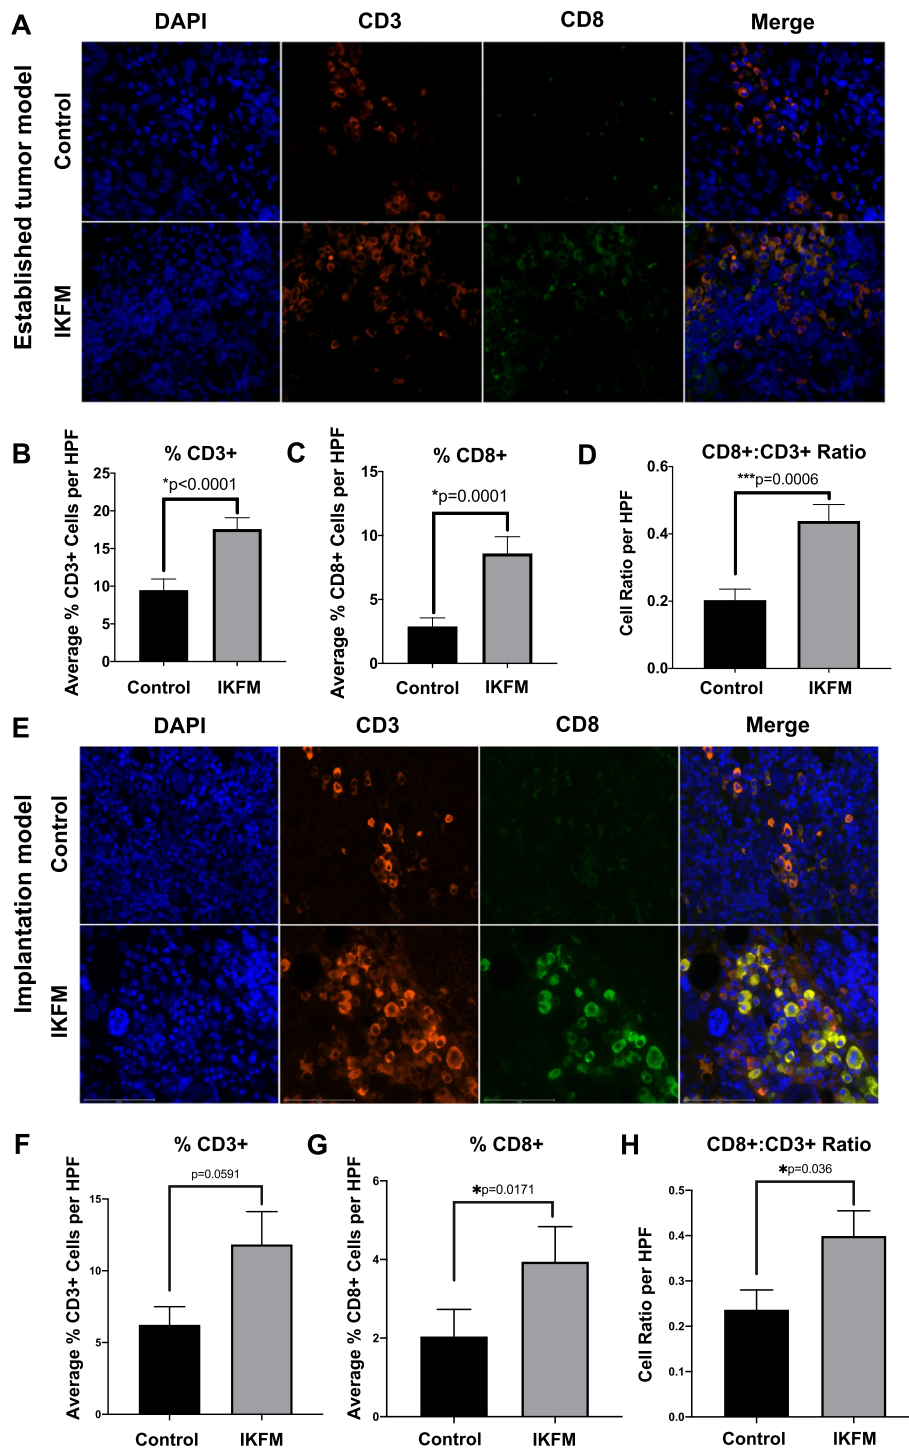 A
DAPI
CD3
CD8
Merge
Established tumor model
Control
IKFM
B
% CD3+
Average % CD3+ Cells per HPF
25
20
15
10
5
0
*p<0.0001
Control
IKFM
C
% CD8+
Average % CD8+ Cells per HPF
15
10
5
0
*p=0.0001
Control
IKFM
D
CD8+:CD3+ Ratio
Cell Ratio per HPF
0.6
0.4
0.2
0.0
***p=0.0006
Control
IKFM
E
DAPI
CD3
CD8
Merge
Implantation model
Control
IKFM
F
% CD3+
Average % CD3+ Cells per HPF
15
10
5
0
p=0.0591
Control
IKFM
G
% CD8+
Average % CD8+ Cells per HPF
6
4
2
0
*p=0.0171
Control
IKFM
H
CD8+:CD3+ Ratio
Cell Ratio per HPF
0.5
0.4
0.3
0.2
0.1
0.0
*p=0.036
Control
IKFM